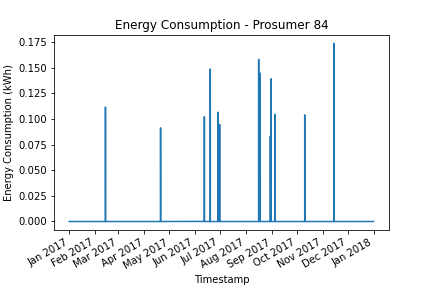 Energy Consumption - Prosumer 84
Energy Consumption (kWh)
0.175
0.150
0.125
0.100
0.075
0.050
0.025
0.000
Jan 2017
Feb 2017
Mar 2017
Apr 2017
May 2017
Jun 2017
Jul 2017
Aug 2017
Sep 2017
Oct 2017
Nov 2017
Dec 2017
Jan 2018
Timestamp